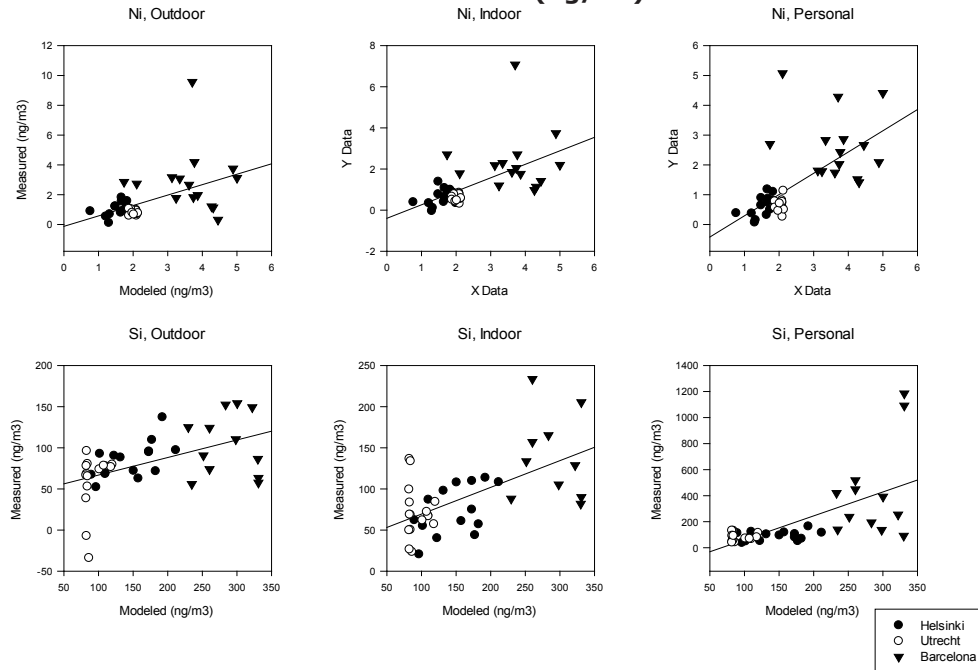 Ni, Outdoor
Ni, Indoor
Ni, Personal
Measured (ng/m3)
12
10
8
6
4
2
0
0 1 2 3 4 5 6
Modeled (ng/m3)
Y Data
8
6
4
2
0
-2
0 1 2 3 4 5 6
X Data
Y Data
6
5
4
3
2
1
0
-1
0 1 2 3 4 5 6
X Data
Si, Outdoor
Si, Indoor
Si, Personal
Measured (ng/m3)
200
150
100
50
0
-50
50 100 150 200 250 300 350
Modeled (ng/m3)
Measured (ng/m3)
250
200
150
100
50
0
50 100 150 200 250 300 350
Modeled (ng/m3)
Measured (ng/m3)
1400
1200
1000
800
600
400
200
0
50 100 150 200 250 300 350
Modeled (ng/m3)
Helsinki
Utrecht
Barcelona